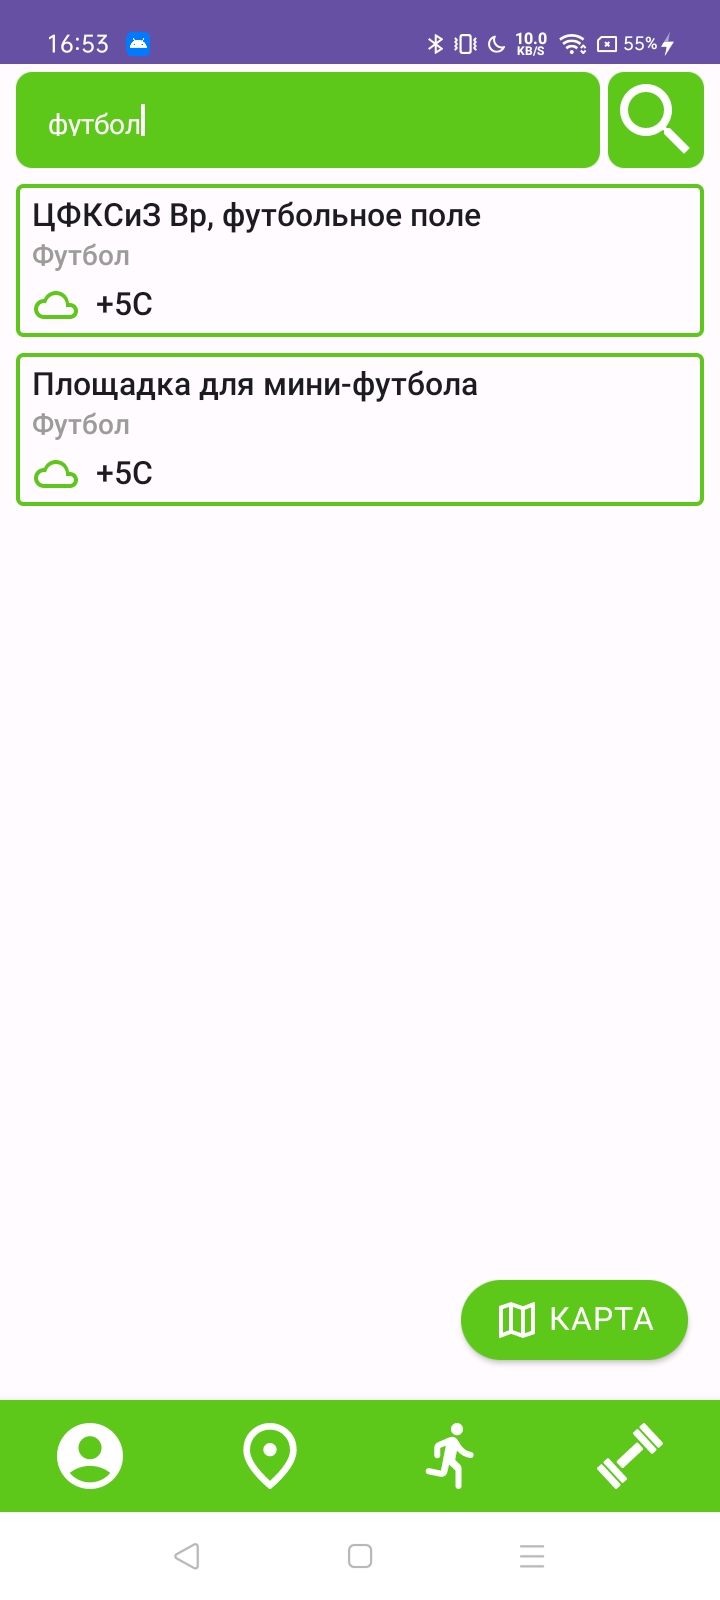 16:53
10.0
KB/S
55%
футбол
ЦФКСиЗ Вр, футбольное поле
Футбол
+5C
Площадка для мини-футбола
Футбол
+5C
КАРТА